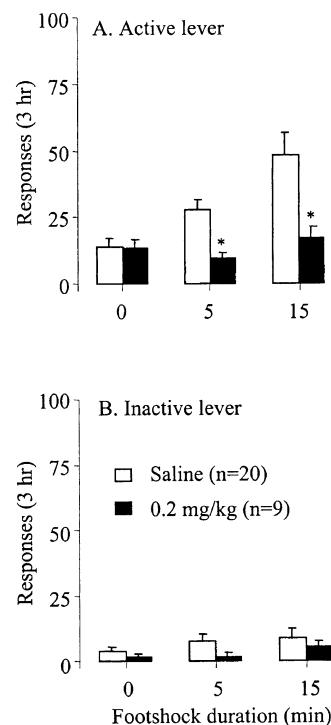 A. Active lever
Responses (3 hr)
100
75
50
25
0
*
*
0 5 15
B. Inactive lever
Responses (3 hr)
100
75
50
25
0
Saline (n=20)
0.2 mg/kg (n=9)
0 5 15
Footshock duration (min)